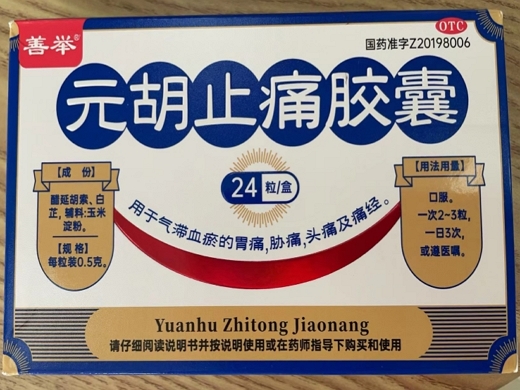 善举®
OTC
国药准字Z20198006
元胡止痛胶囊
24粒/盒
【成 份】
醋延胡索、白
芷,辅料:玉米
淀粉。
【规 格】
每粒装0.5克。
用于气滞血瘀的胃痛,胁痛,头痛及痛经。
【用法用量】
口服。
一次2~3粒,
一日3次,
或遵医嘱。
Yuanhu Zhitong Jiaonang
请仔细阅读说明书并按说明使用或在药师指导下购买和使用